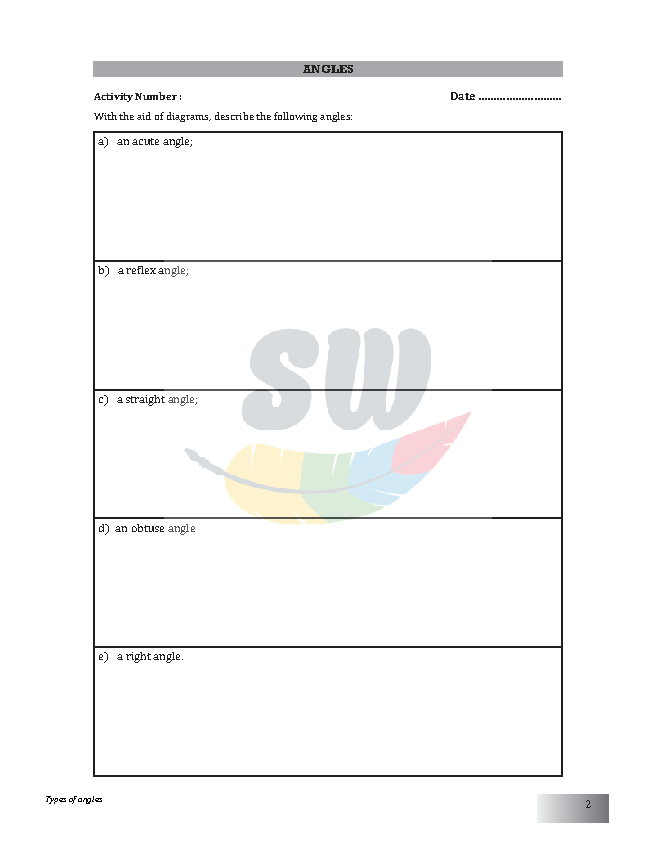 ANGLES
Activity Number :
Date ...........................
With the aid of diagrams, describe the following angles:
a) an acute angle;
b) a reflex angle;
c) a straight angle;
d) an obtuse angle
e) a right angle.
SW
Types of angles
2